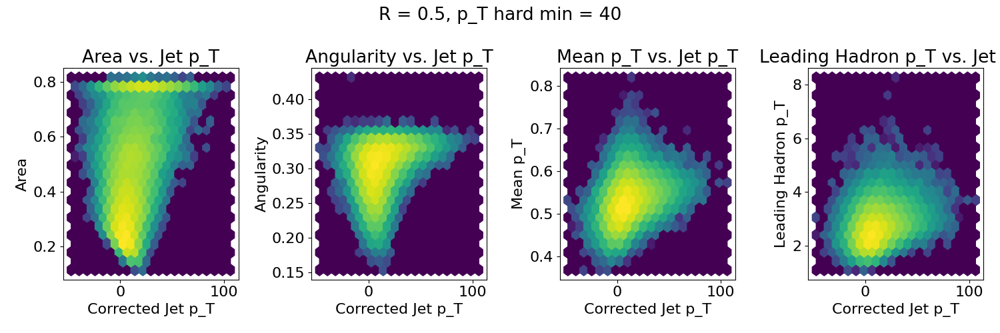 R = 0.5, p_T hard min = 40
Area vs. Jet p_T
Area
0.8
0.6
0.4
0.2
0
100
Corrected Jet p_T
Angularity vs. Jet p_T
Angularity
0.40
0.35
0.30
0.25
0.20
0.15
0
100
Corrected Jet p_T
Mean p_T vs. Jet p_T
Mean p_T
0.8
0.7
0.6
0.5
0.4
0
100
Corrected Jet p_T
Leading Hadron p_T vs. Jet
Leading Hadron p_T
8
6
4
2
0
100
Corrected Jet p_T